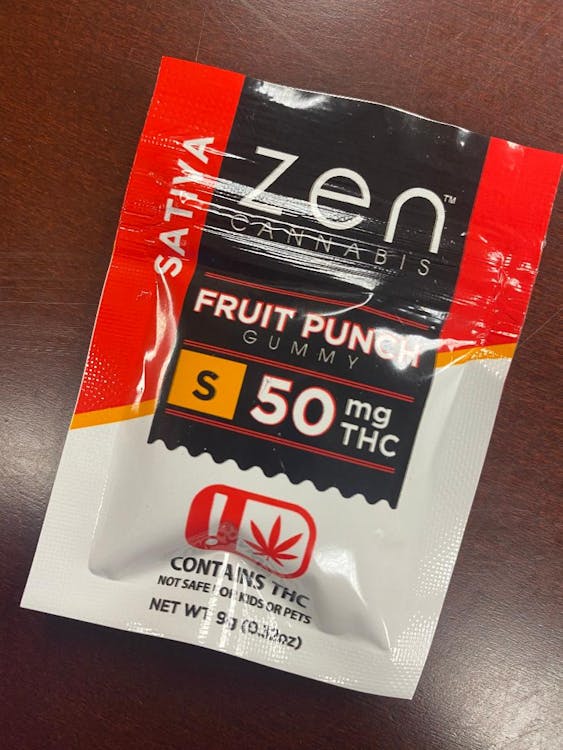 SATIVA
zen™
CANNABIS
FRUIT PUNCH
GUMMY
S
50 mg
THC
CONTAINS THC
NOT SAFE FOR KIDS OR PETS
NET WT 9g (0.32oz)